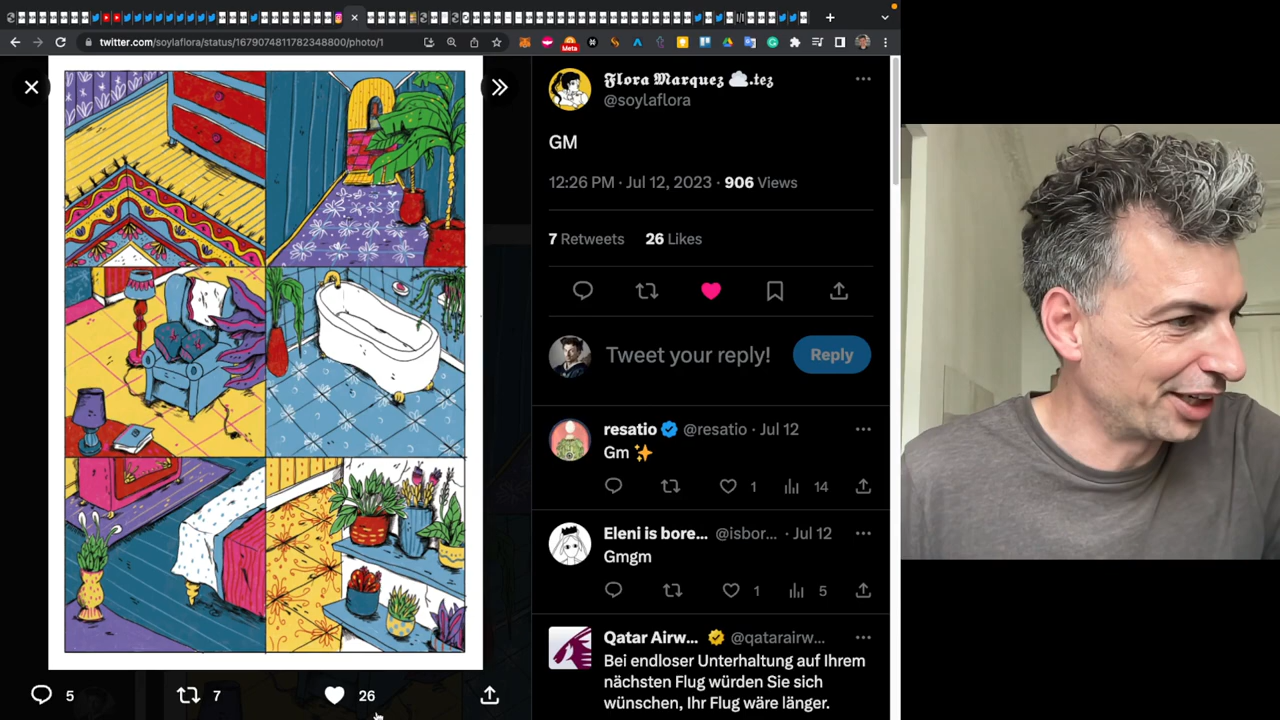 twitter.com/soylaflora/status/1679074811782348800/photo/1
Meta
𝕱𝖑𝖔𝖗𝖆 𝕸𝖆𝖗𝖖𝖚𝖊𝖟 ☁️.𝖙𝖊𝖟
@soylaflora
GM
12:26 PM · Jul 12, 2023 · 906 Views
7 Retweets 26 Likes
Tweet your reply! Reply
resatio @resatio · Jul 12
Gm ✨
1 14
Eleni is bore... @isbor... · Jul 12
Gmgm
1 5
Qatar Airw... @qatarairw...
Bei endloser Unterhaltung auf Ihrem
nächsten Flug würden Sie sich
wünschen, Ihr Flug wäre länger.
5 7 26